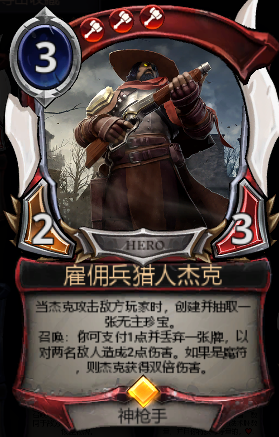 3
HERO
2
3
雇佣兵猎人杰克
当杰克攻击敌方玩家时，创建并抽取一
张无主珍宝。
召唤：你可支付1点并丢弃一张牌，以
对两名敌人造成2点伤害。如果是魔符
，则杰克获得双倍伤害。
神枪手